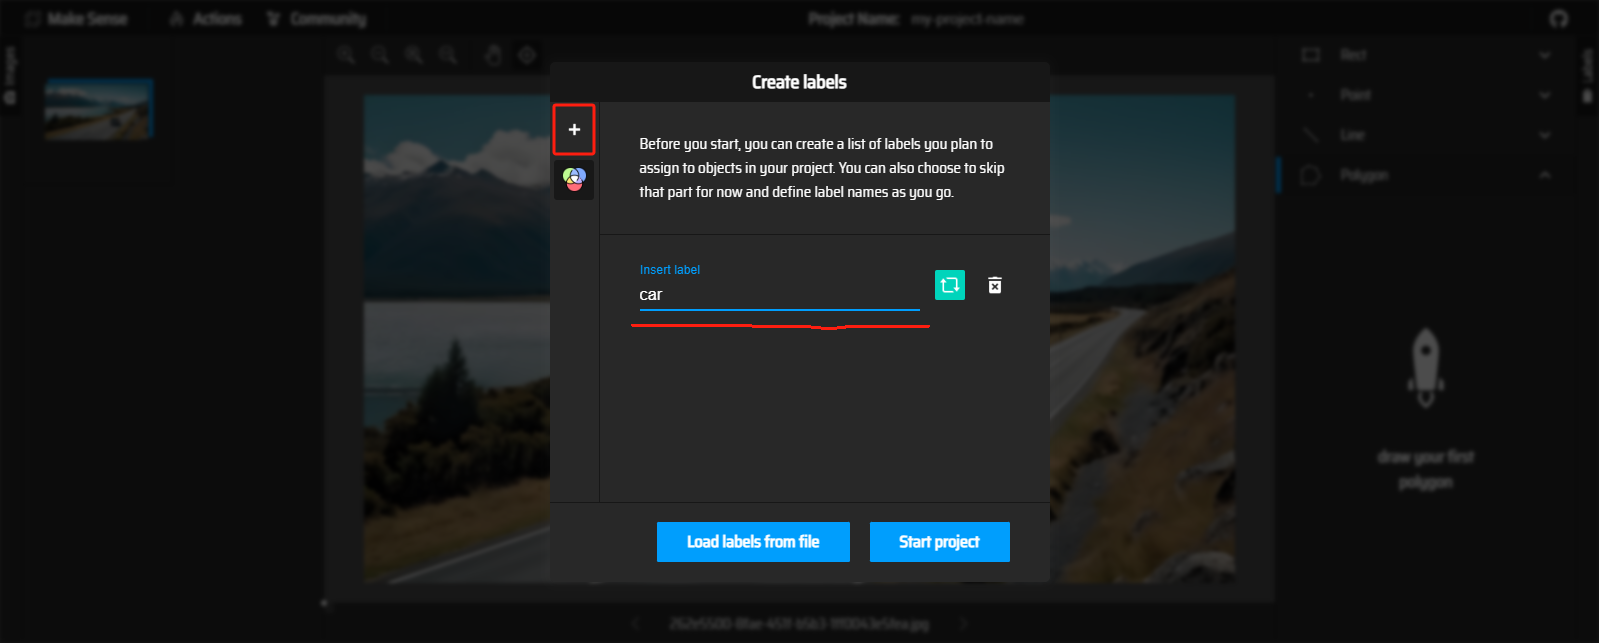 Make Sense
Actions
Community
Project Name: my-project-name
Images
Rect
Point
Line
Polygon
Labels
Create labels
+
Before you start, you can create a list of labels you plan to
assign to objects in your project. You can also choose to skip
that part for now and define label names as you go.
Insert label
car
Load labels from file
Start project
draw your first
polygon